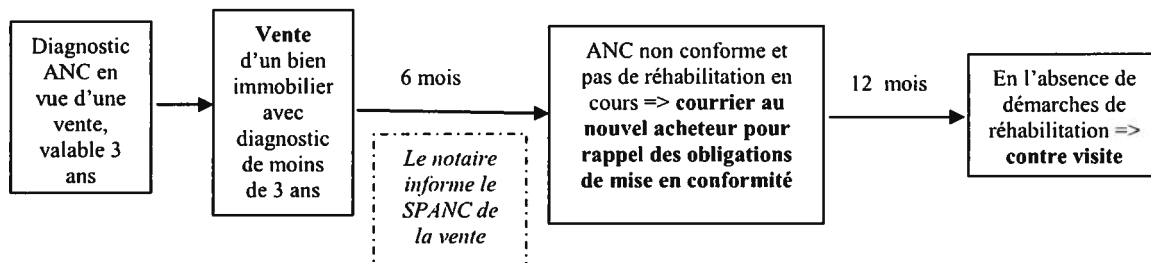 Diagnostic
ANC en
vue d'une
vente,
valable 3
ans
Vente
d'un bien
immobilier
avec
diagnostic
de moins
de 3 ans
6 mois
Le notaire
informe le
SPANC de
la vente
ANC non conforme et
pas de réhabilitation en
cours => courrier au
nouvel acheteur pour
rappel des obligations
de mise en conformité
12 mois
En l'absence de
démarches de
réhabilitation =>
contre visite